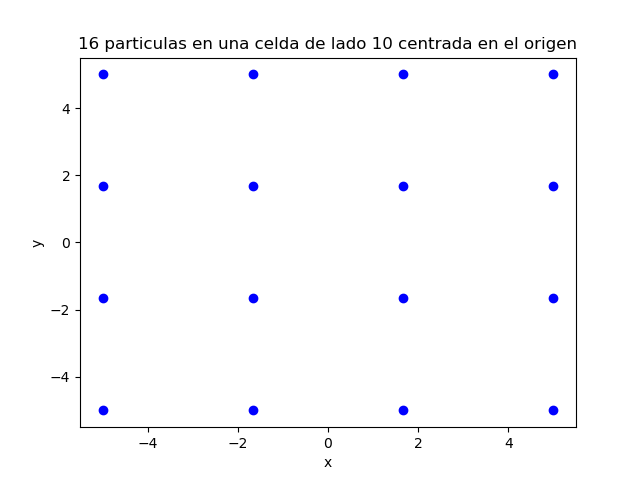 16 particulas en una celda de lado 10 centrada en el origen
4
2
0
−2
−4
y
−4 −2 0 2 4
x